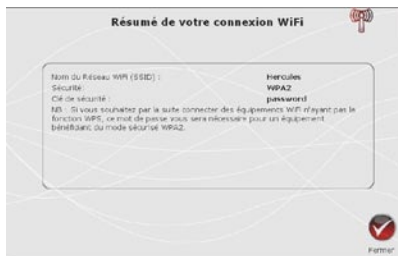 Résumé de votre connexion WiFi
Nom du Réseau WiFi (SSID) : Hercules
Sécurité : WPA2
Clé de sécurité : password
NB : Si vous souhaitez par la suite connecter des équipements WiFi n'ayant pas la
fonction WPS, ce mot de passe vous sera nécessaire pour un équipement
bénéficiant du mode sécurisé WPA2.
Fermer